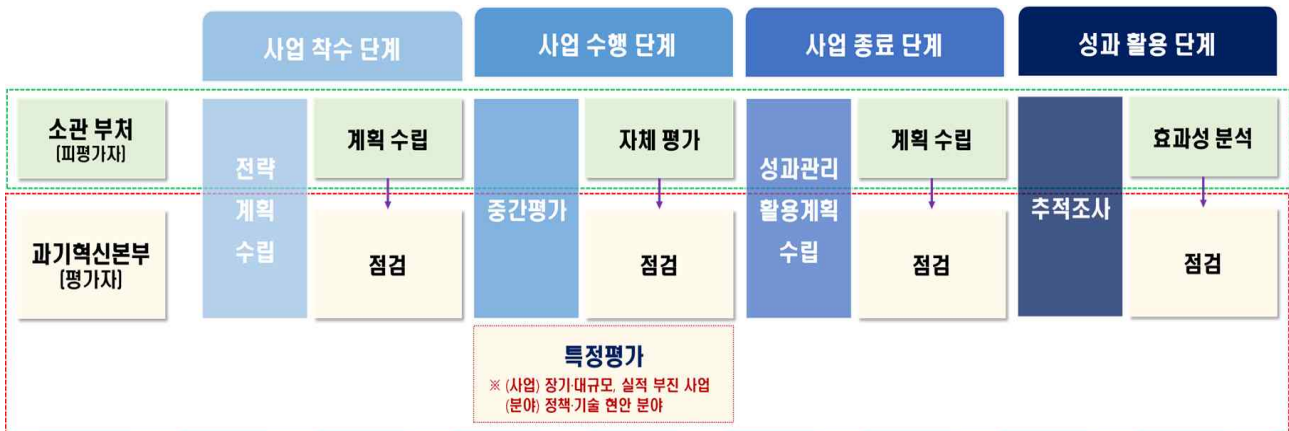 사업 착수 단계
사업 수행 단계
사업 종료 단계
성과 활용 단계
소관 부처
(피평가자)
전략
계획
수립
계획 수립
중간평가
자체 평가
성과관리
활용계획
수립
계획 수립
추적조사
효과성 분석
과기혁신본부
(평가자)
점검
점검
점검
점검
특정평가
※ (사업) 장기·대규모, 실적 부진 사업
(분야) 정책·기술 현안 분야